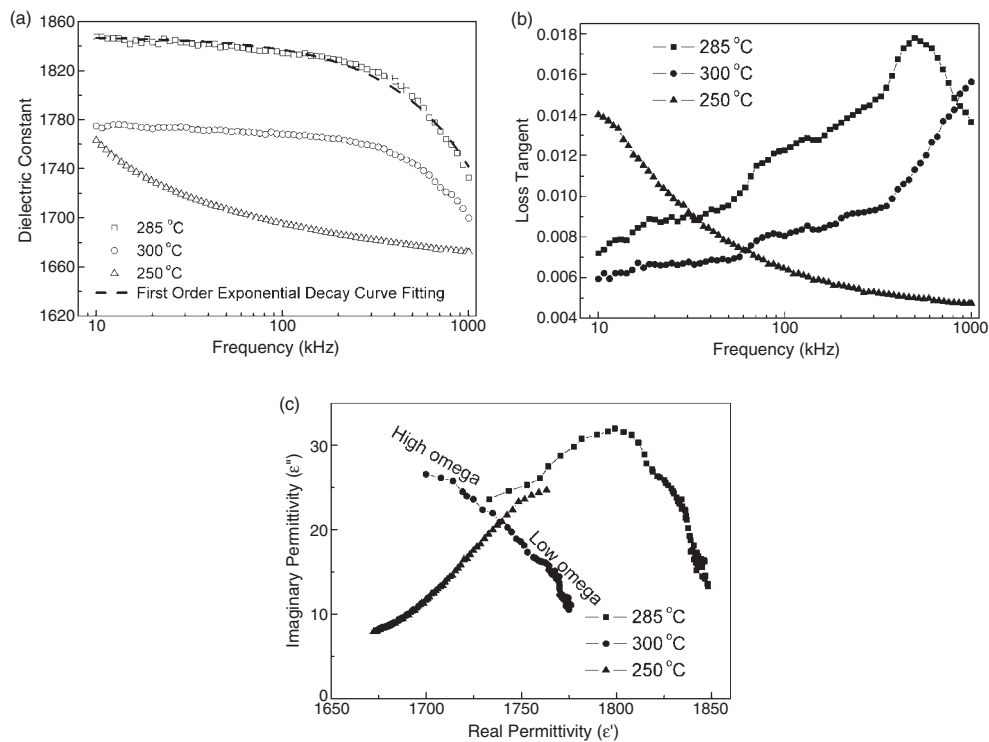 (a)
1860
1820
1780
1740
1700
1660
1620
Dielectric Constant
285 °C
300 °C
250 °C
First Order Exponential Decay Curve Fitting
10 100 1000
Frequency (kHz)
(b)
0.018
0.016
0.014
0.012
0.010
0.008
0.006
0.004
Loss Tangent
285 °C
300 °C
250 °C
10 100 1000
Frequency (kHz)
(c)
30
20
10
0
Imaginary Permittivity (ε'')
High omega
Low omega
285 °C
300 °C
250 °C
1650 1700 1750 1800 1850
Real Permittivity (ε')